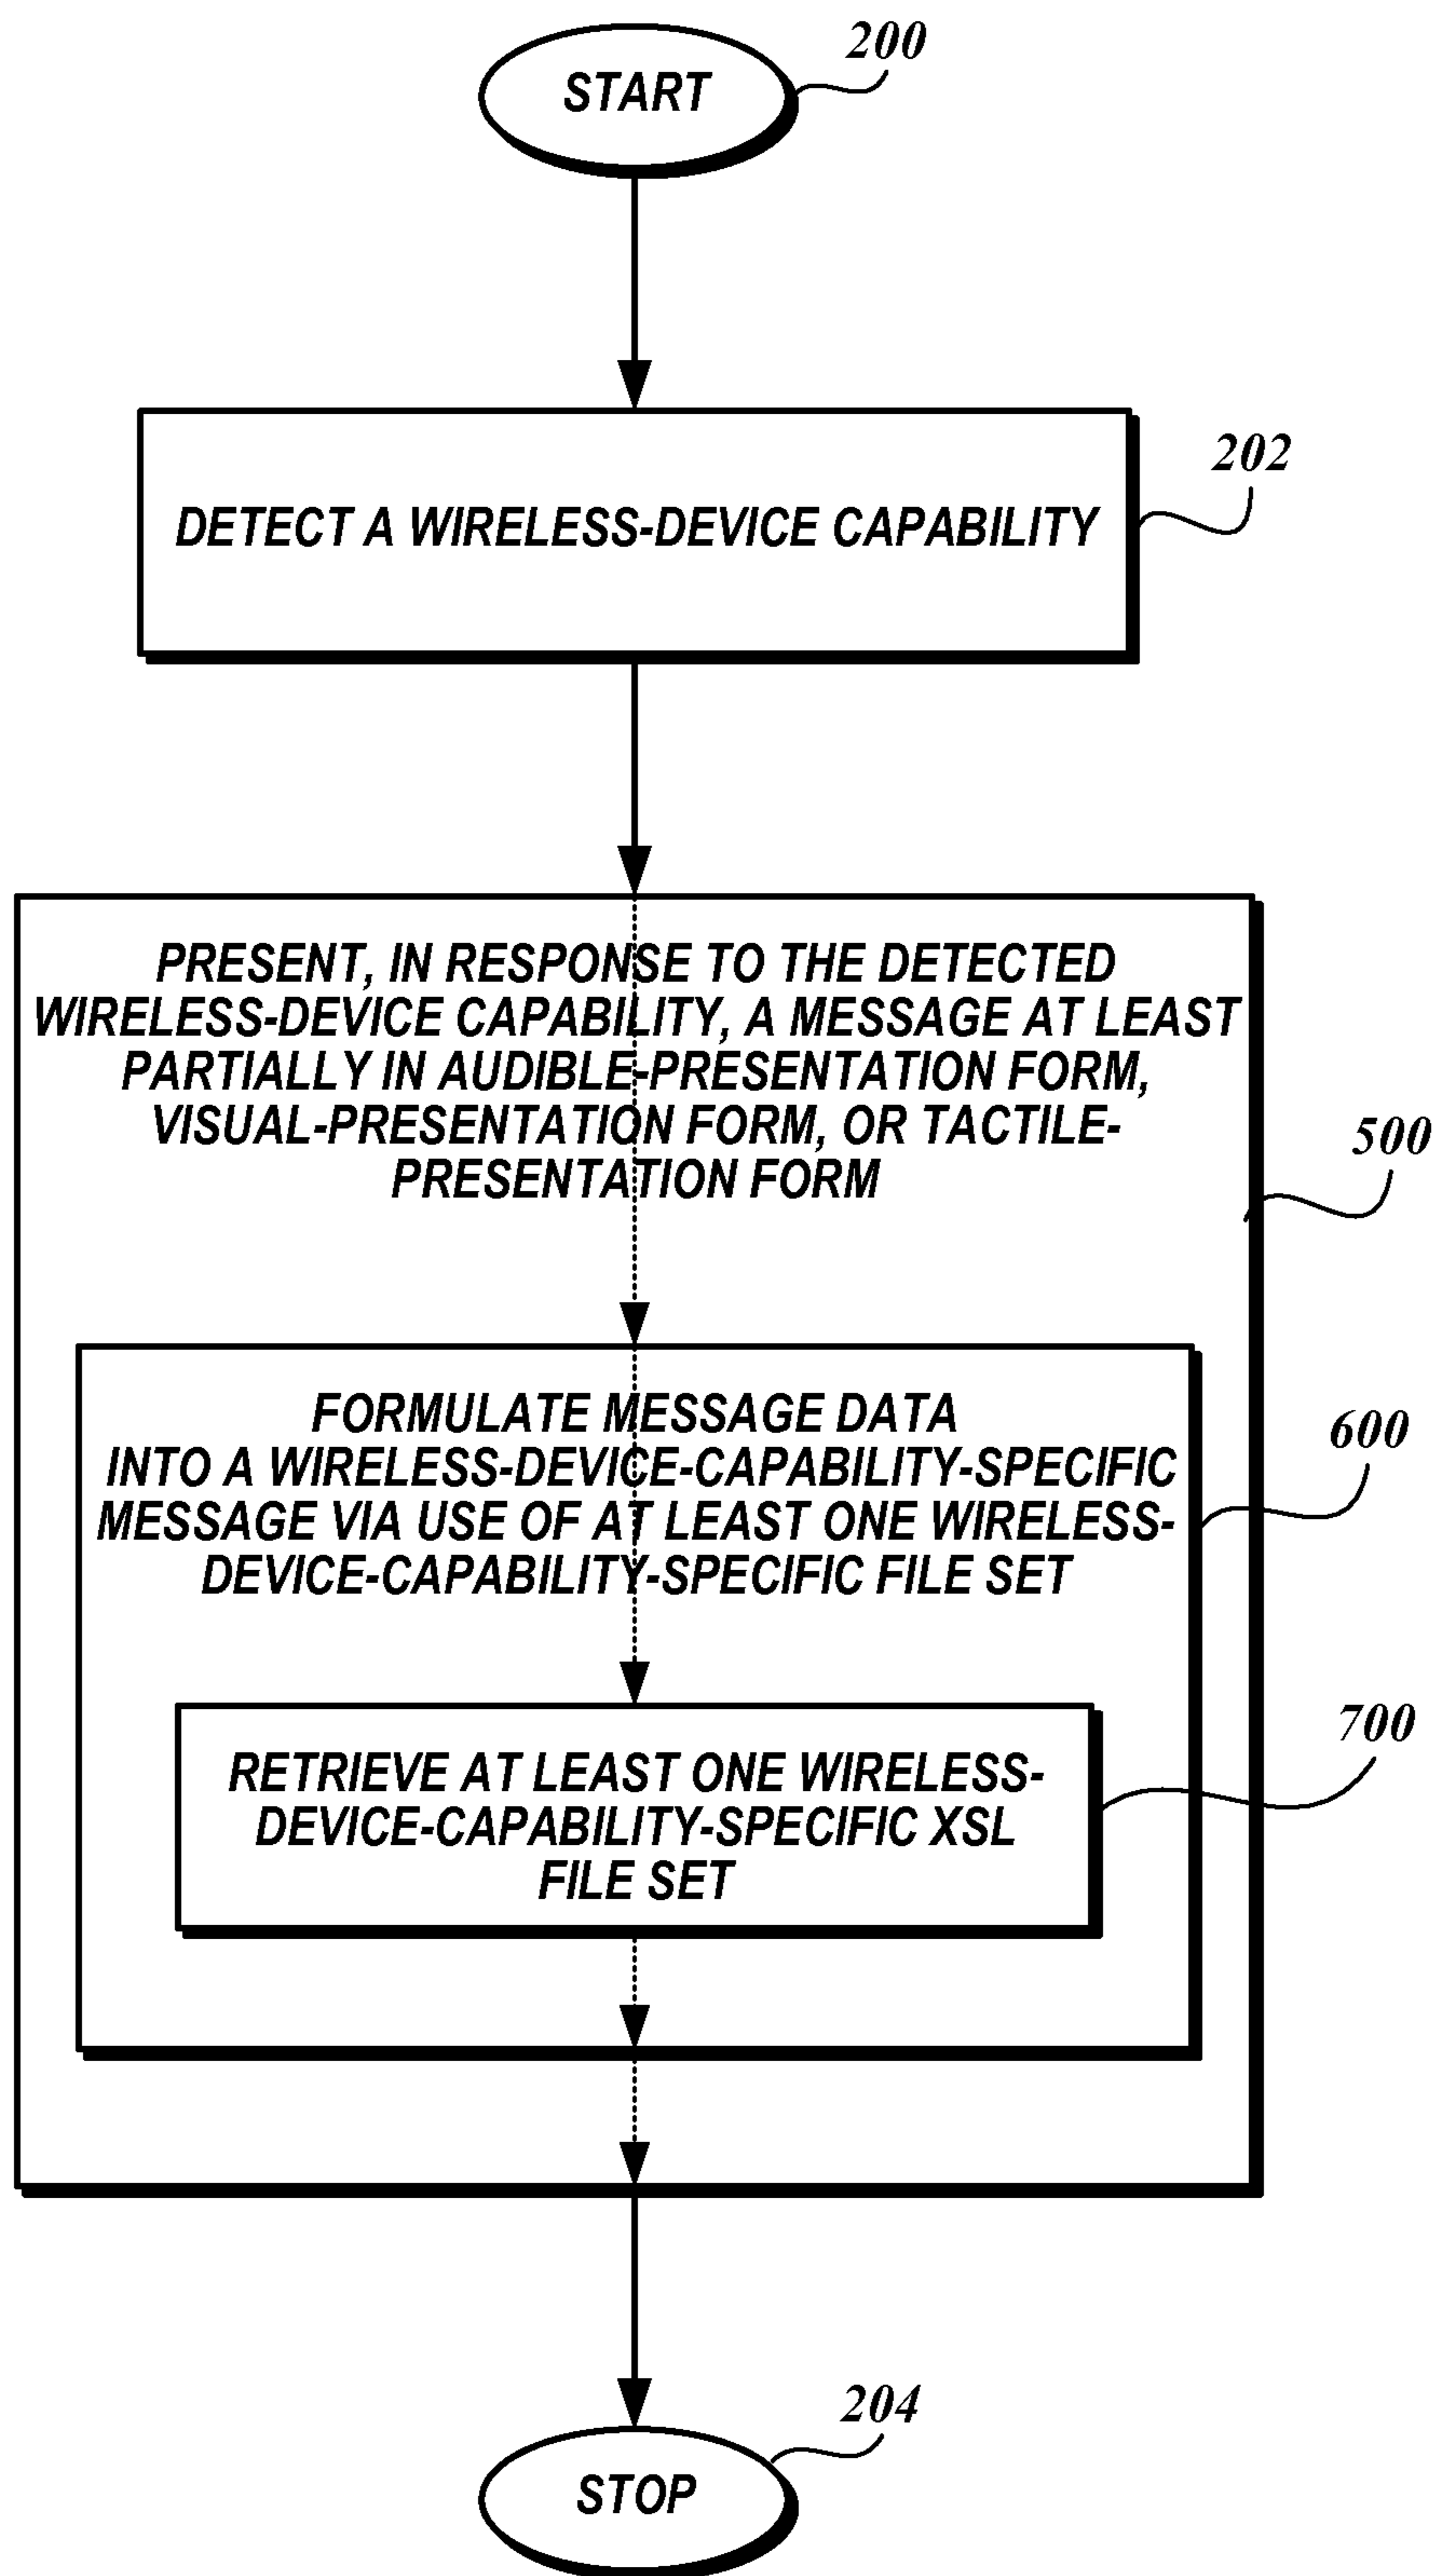 200
START
202
DETECT A WIRELESS-DEVICE CAPABILITY
PRESENT, IN RESPONSE TO THE DETECTED
WIRELESS-DEVICE CAPABILITY, A MESSAGE AT LEAST
PARTIALLY IN AUDIBLE-PRESENTATION FORM,
VISUAL-PRESENTATION FORM, OR TACTILE-
PRESENTATION FORM
500
FORMULATE MESSAGE DATA
INTO A WIRELESS-DEVICE-CAPABILITY-SPECIFIC
MESSAGE VIA USE OF AT LEAST ONE WIRELESS-
DEVICE-CAPABILITY-SPECIFIC FILE SET
600
RETRIEVE AT LEAST ONE WIRELESS-
DEVICE-CAPABILITY-SPECIFIC XSL
FILE SET
700
204
STOP